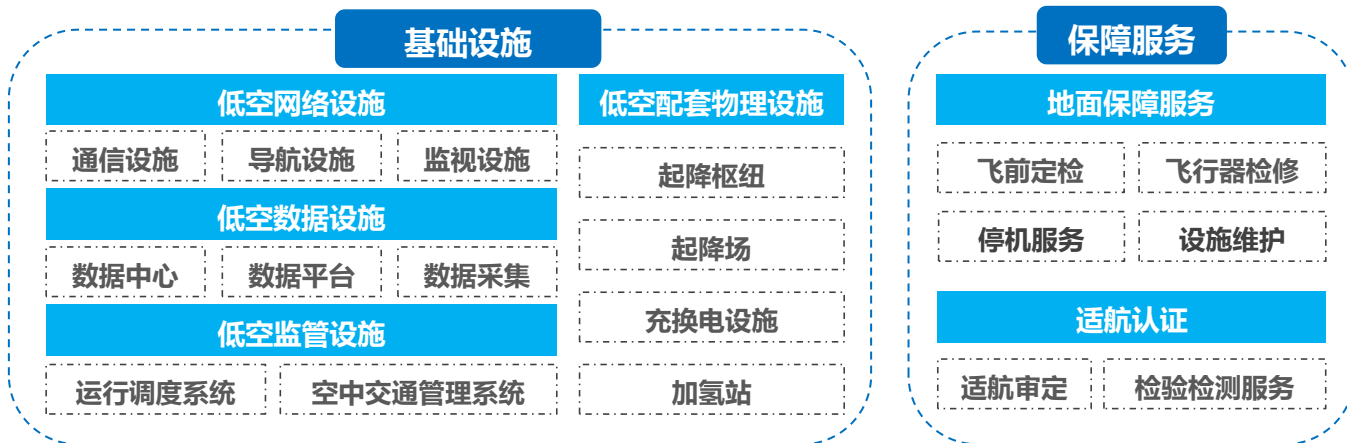 基础设施
低空网络设施
通信设施
导航设施
监视设施
低空数据设施
数据中心
数据平台
数据采集
低空监管设施
运行调度系统
空中交通管理系统
低空配套物理设施
起降枢纽
起降场
充换电设施
加氢站
保障服务
地面保障服务
飞前定检
飞行器检修
停机服务
设施维护
适航认证
适航审定
检验检测服务